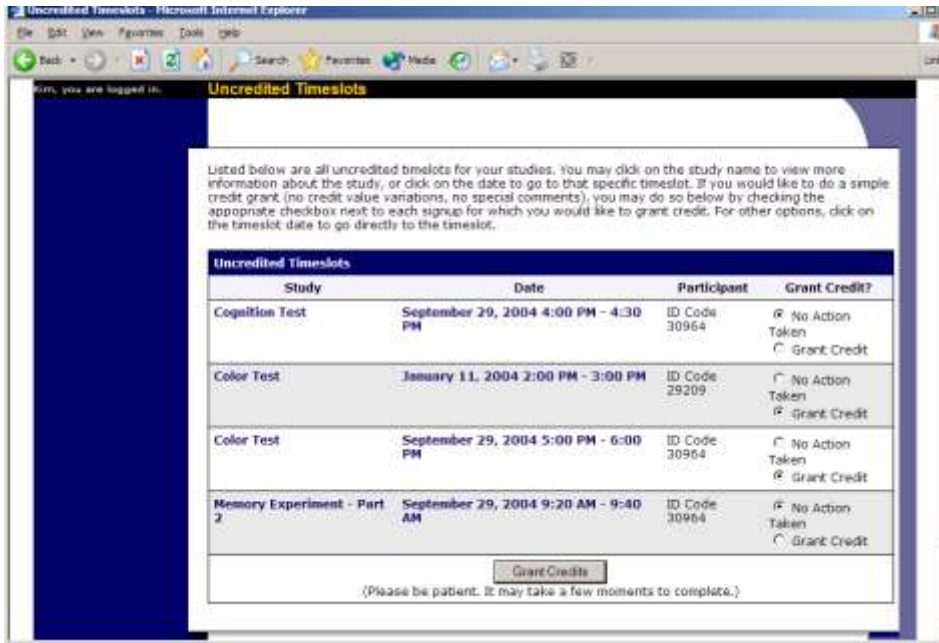 Uncredited Timeslots - Microsoft Internet Explorer
File Edit View Favorites Tools Help
Back Search Favorites Media
Kim, you are logged in.
Uncredited Timeslots
Listed below are all uncredited timelots for your studies. You may click on the study name to view more
information about the study, or click on the date to go to that specific timeslot. If you would like to do a simple
credit grant (no credit value variations, no special comments), you may do so below by checking the
appopriate checkbox next to each signup for which you would like to grant credit. For other options, click on
the timeslot date to go directly to the timeslot.
Uncredited Timeslots
Study Date Participant Grant Credit?
Cognition Test September 29, 2004 4:00 PM - 4:30 ID Code No Action
PM 30964 Taken
Grant Credit
Color Test January 11, 2004 2:00 PM - 3:00 PM ID Code No Action
29209 Taken
Grant Credit
Color Test September 29, 2004 5:00 PM - 6:00 ID Code No Action
PM 30964 Taken
Grant Credit
Memory Experiment - Part September 29, 2004 9:20 AM - 9:40 ID Code No Action
2 AM 30964 Taken
Grant Credit
Grant Credits
(Please be patient. It may take a few moments to complete.)